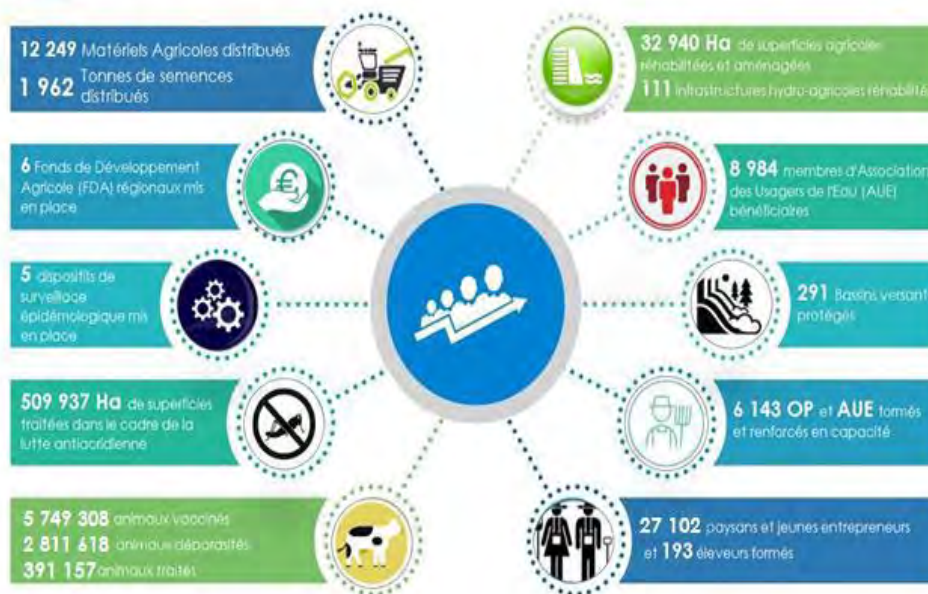 12 249 Matériels Agricoles distribués
1 962 Tonnes de semences
distribués
6 Fonds de Développement
Agricole (FDA) régionaux mis
en place
5 dispositifs de
surveillace
épidémologique mis
en place
509 937 Ha de superficies
traitées dans le cadre de la
lutte antiacridienne
5 749 308 animaux vaccinés
2 811 618 animaux déparasités
391 157 animaux traités
32 940 Ha de superficies agricoles
réhabilitées et aménagées
111 infrastructures hydro-agricoles réhabilité
8 984 membres d'Association
des Usagers de l'Eau (AUE)
bénéficiaires
291 Bassins versant
protégés
6 143 OP et AUE formés
et renforcés en capacité
27 102 paysans et jeunes entrepreneurs
et 193 éleveurs formés